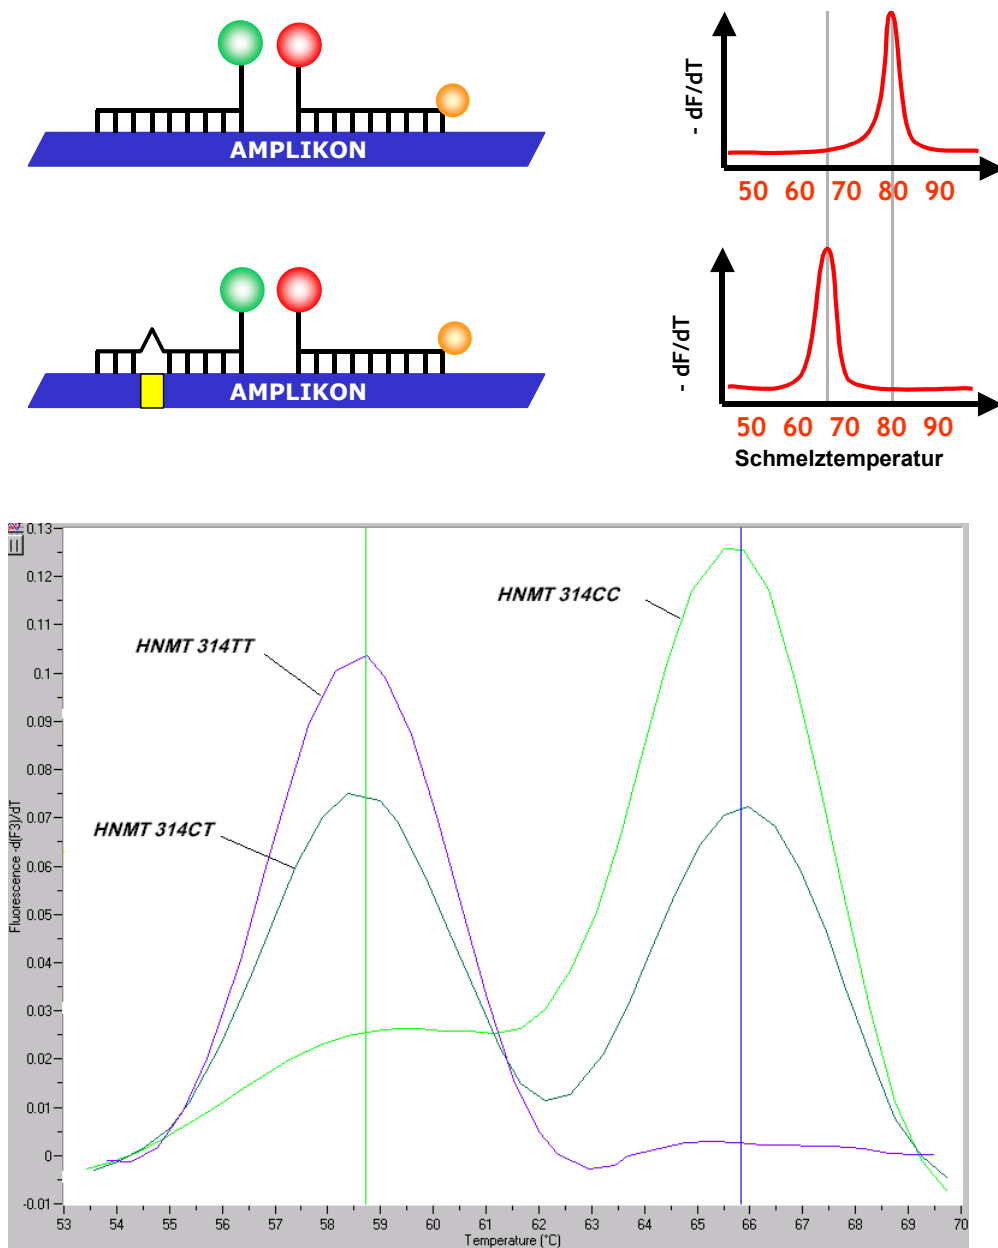 AMPLIKON
- dF/dT
50 60 70 80 90
AMPLIKON
- dF/dT
50 60 70 80 90
Schmelztemperatur
0.13
0.12
0.11
0.1
0.09
0.08
0.07
0.06
0.05
0.04
0.03
0.02
0.01
0
-0.01
Fluorescence -d(F3)/dT
HNMT 314CC
HNMT 314TT
HNMT 314CT
53 54 55 56 57 58 59 60 61 62 63 64 65 66 67 68 69 70
Temperature (°C)